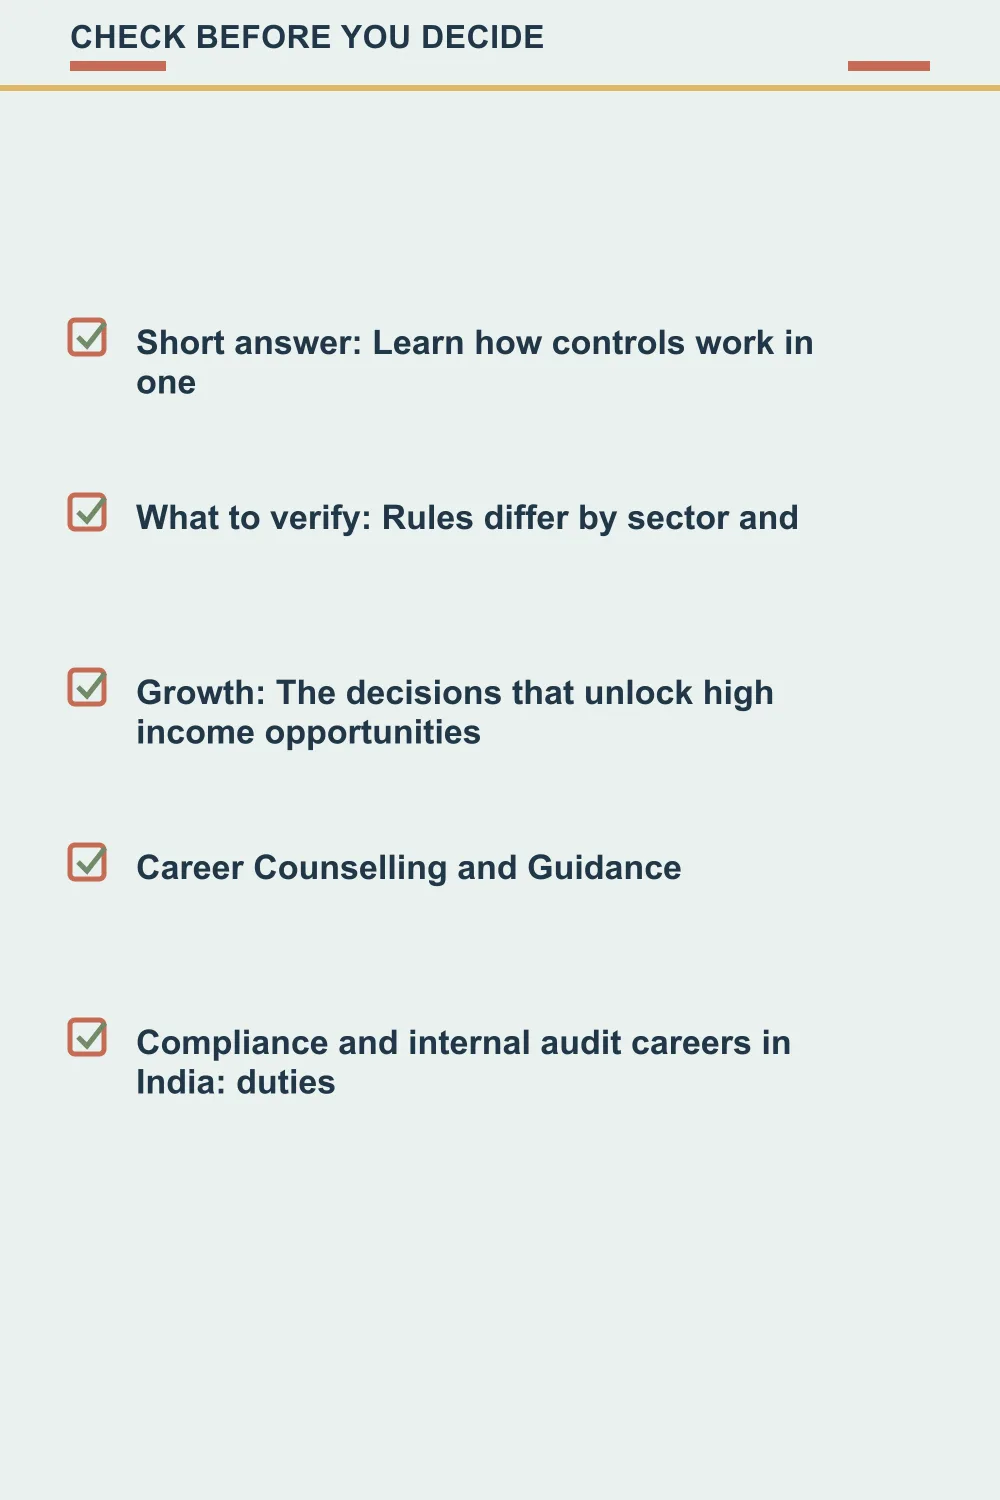 CHECK BEFORE YOU DECIDE
Short answer: Learn how controls work in
one
What to verify: Rules differ by sector and
Growth: The decisions that unlock high
income opportunities
Career Counselling and Guidance
Compliance and internal audit careers in
India: duties